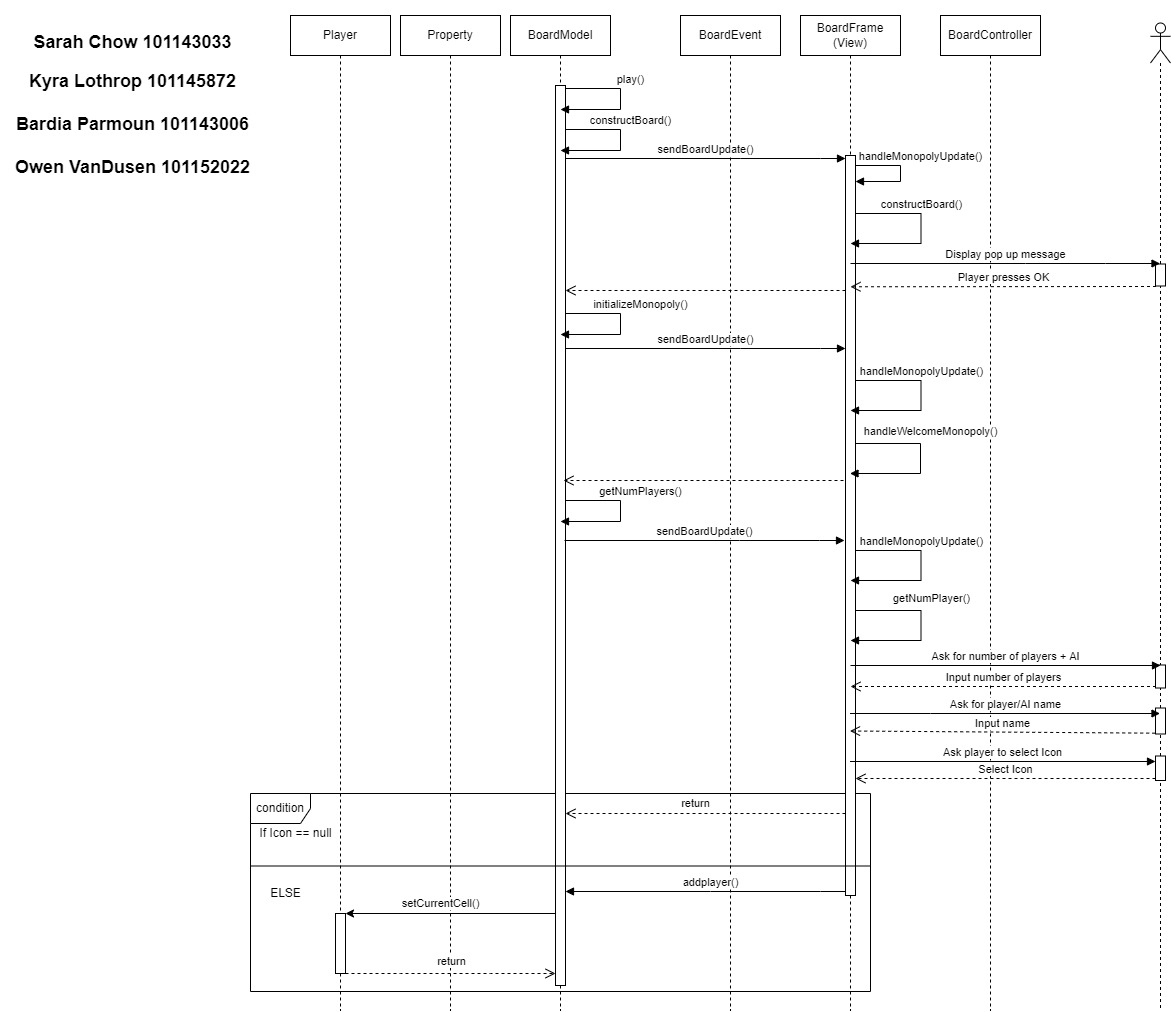 Sarah Chow 101143033
Kyra Lothrop 101145872
Bardia Parmoun 101143006
Owen VanDusen 101152022
Player
Property
BoardModel
BoardEvent
BoardFrame
(View)
BoardController
play()
constructBoard()
sendBoardUpdate()
handleMonopolyUpdate()
constructBoard()
Display pop up message
Player presses OK
initializeMonopoly()
sendBoardUpdate()
handleMonopolyUpdate()
handleWelcomeMonopoly()
getNumPlayers()
sendBoardUpdate()
handleMonopolyUpdate()
getNumPlayer()
Ask for number of players + AI
Input number of players
Ask for player/AI name
Input name
Ask player to select Icon
Select Icon
condition
return
If Icon == null
addplayer()
ELSE
setCurrentCell()
return